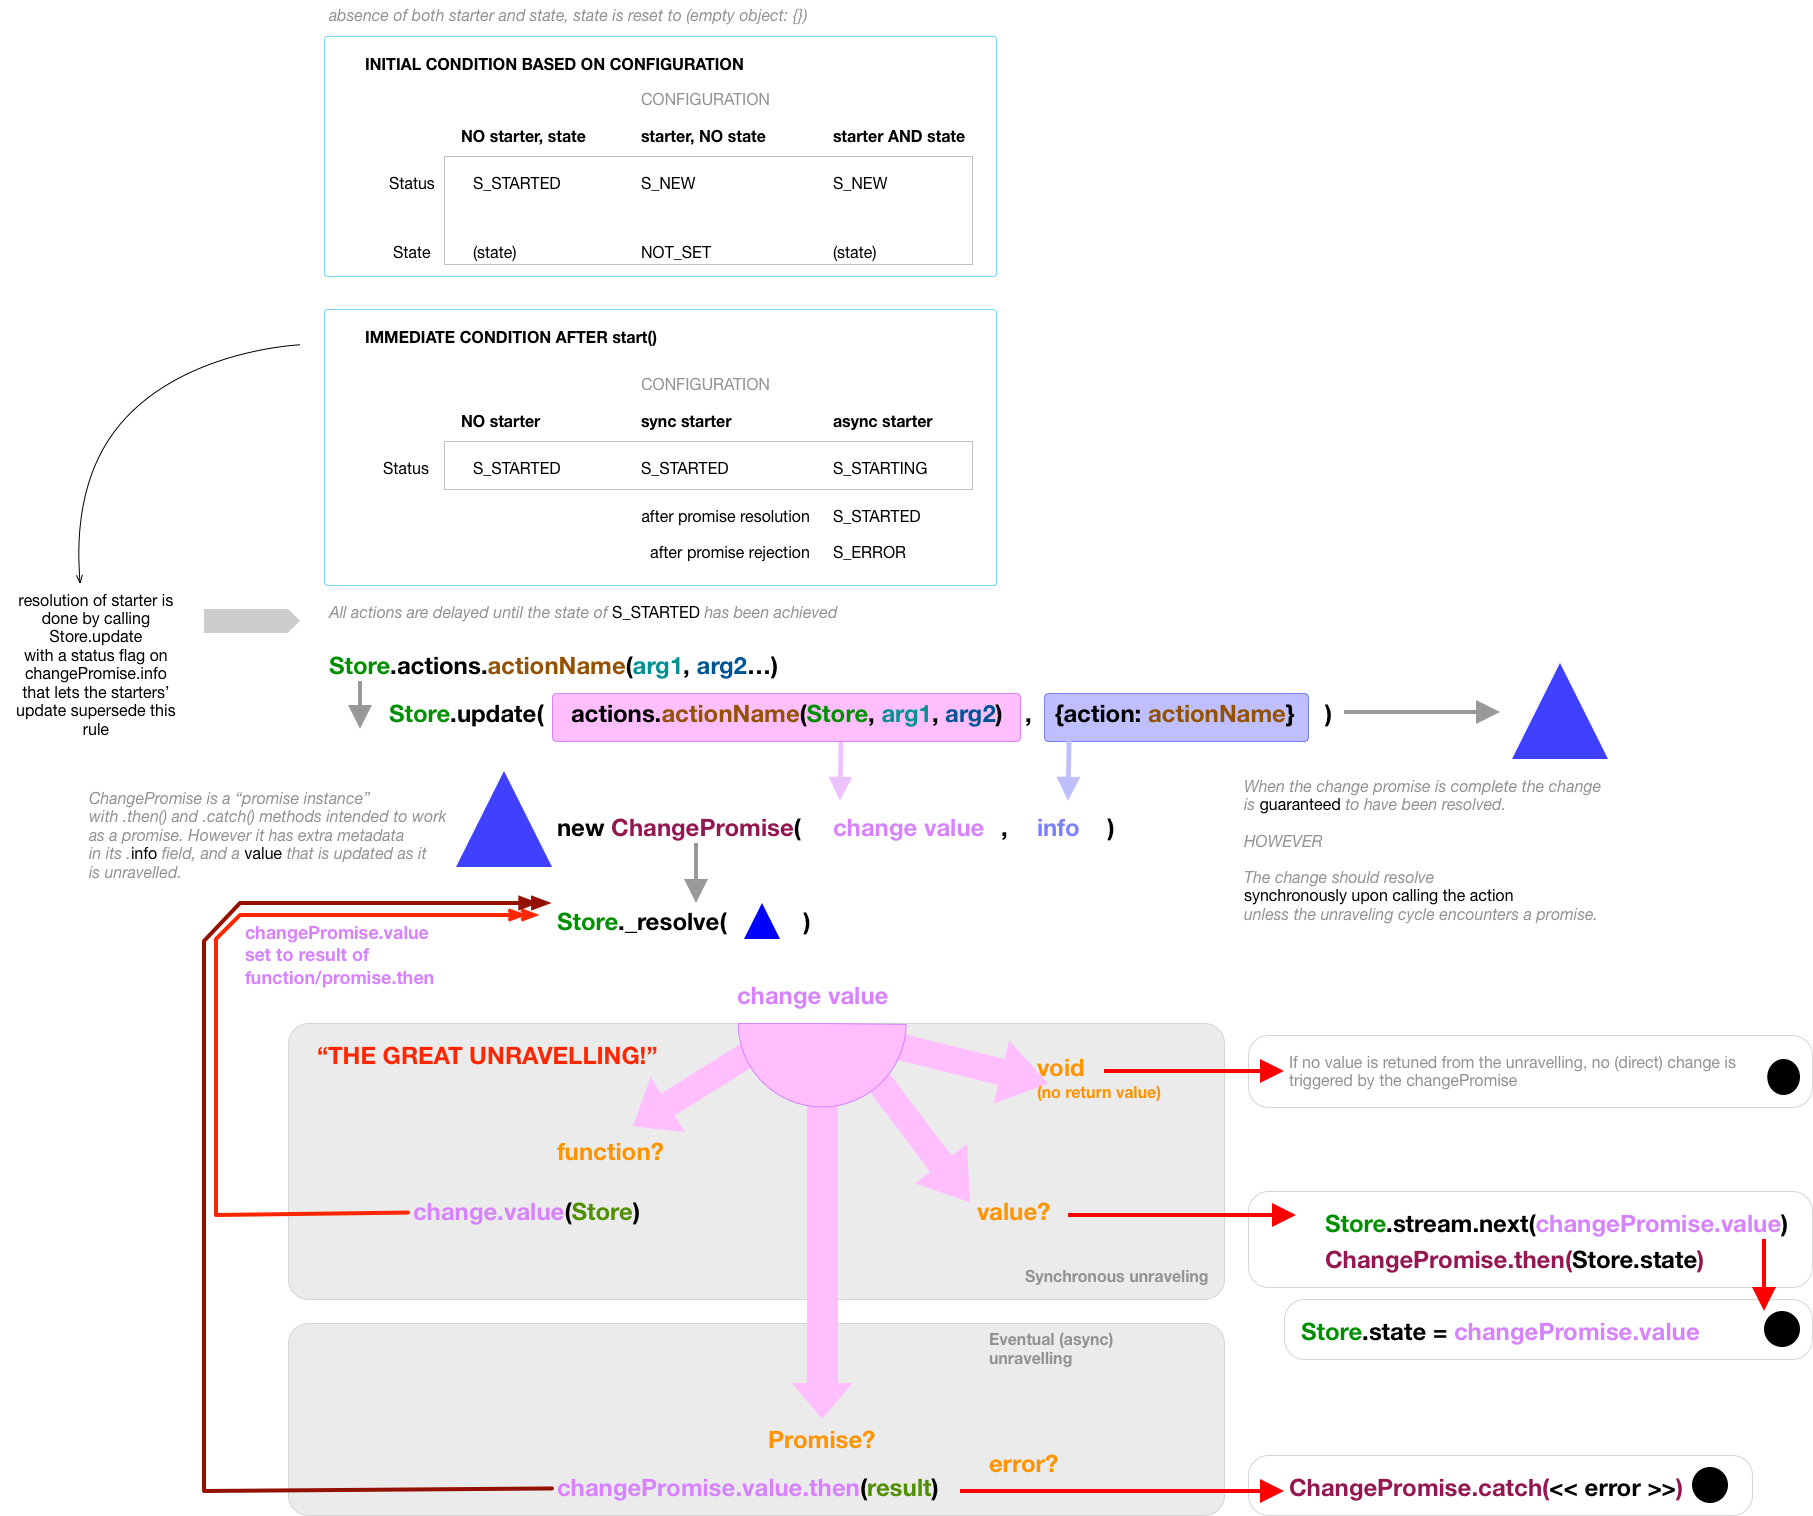 absence of both starter and state, state is reset to (empty object: {})
INITIAL CONDITION BASED ON CONFIGURATION
CONFIGURATION
NO starter, state   starter, NO state   starter AND state
Status   S_STARTED   S_NEW   S_NEW
State   (state)   NOT_SET   (state)
IMMEDIATE CONDITION AFTER start()
CONFIGURATION
NO starter   sync starter   async starter
Status   S_STARTED   S_STARTED   S_STARTING
after promise resolution   S_STARTED
after promise rejection   S_ERROR
resolution of starter is
done by calling
Store.update
with a status flag on
changePromise.info
that lets the starters’
update supersede this
rule
All actions are delayed until the state of S_STARTED has been achieved
Store.actions.actionName(arg1, arg2...)
Store.update( actions.actionName(Store, arg1, arg2) , {action: actionName} )
ChangePromise is a “promise instance”
with .then() and .catch() methods intended to work
as a promise. However it has extra metadata
in its .info field, and a value that is updated as it
is unravelled.
new ChangePromise( change value , info )
When the change promise is complete the change
is guaranteed to have been resolved.
HOWEVER
The change should resolve
synchronously upon calling the action
unless the unraveling cycle encounters a promise.
Store._resolve( )
changePromise.value
set to result of
function/promise.then
change value
“THE GREAT UNRAVELLING!”
void
(no return value)
If no value is retuned from the unravelling, no (direct) change is
triggered by the changePromise
function?
change.value(Store)
value?
Store.stream.next(changePromise.value)
ChangePromise.then(Store.state)
Synchronous unraveling
Store.state = changePromise.value
Eventual (async)
unravelling
Promise?
error?
changePromise.value.then(result)
ChangePromise.catch(<< error >>)